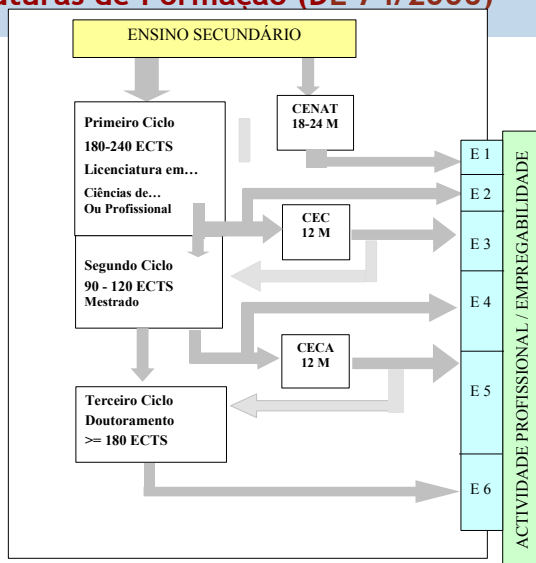 de Formação
ENSINO SECUNDÁRIO
Primeiro Ciclo
180-240 ECTS
Licenciatura em…
Ciências de…
Ou Profissional
CENAT
18-24 M
CEC
12 M
Segundo Ciclo
90 - 120 ECTS
Mestrado
CECA
12 M
Terceiro Ciclo
Doutoramento
>= 180 ECTS
E 1
E 2
E 3
E 4
E 5
E 6
ACTIVIDADE PROFISSIONAL / EMPREGABILIDADE